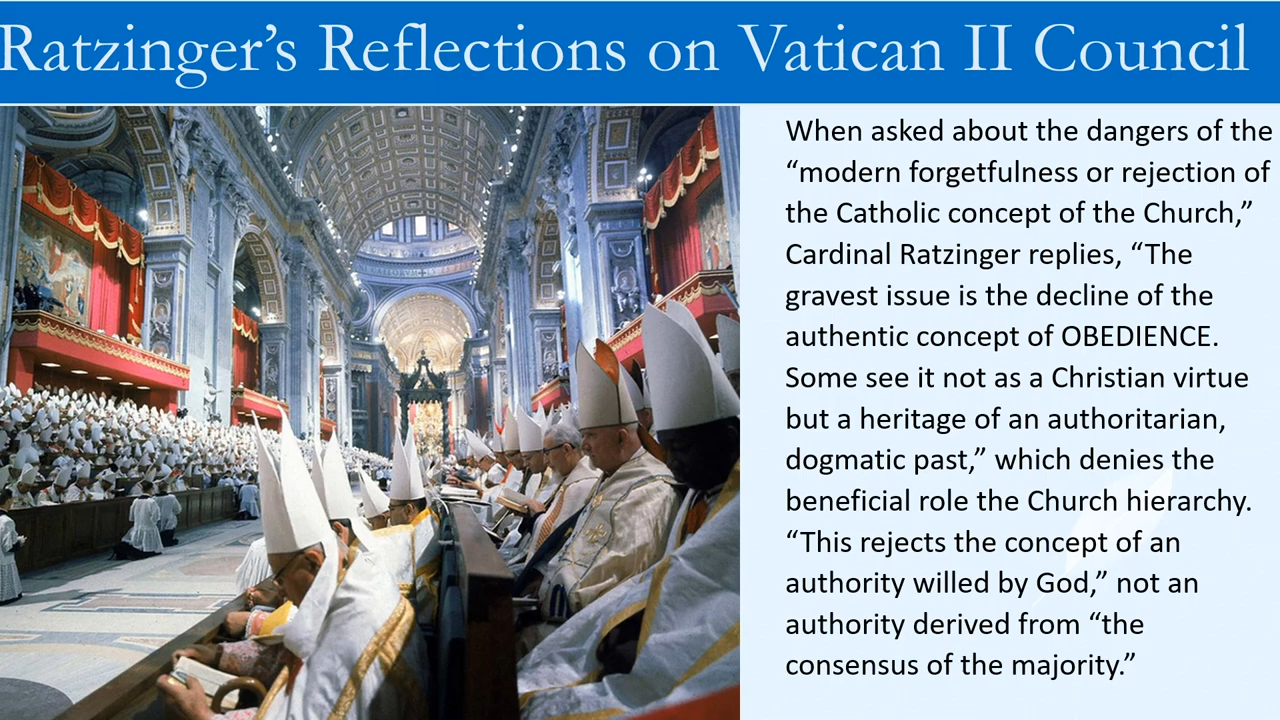 Ratzinger’s Reflections on Vatican II Council
When asked about the dangers of the
“modern forgetfulness or rejection of
the Catholic concept of the Church,”
Cardinal Ratzinger replies, “The
gravest issue is the decline of the
authentic concept of OBEDIENCE.
Some see it not as a Christian virtue
but a heritage of an authoritarian,
dogmatic past,” which denies the
beneficial role the Church hierarchy.
“This rejects the concept of an
authority willed by God,” not an
authority derived from “the
consensus of the majority.”